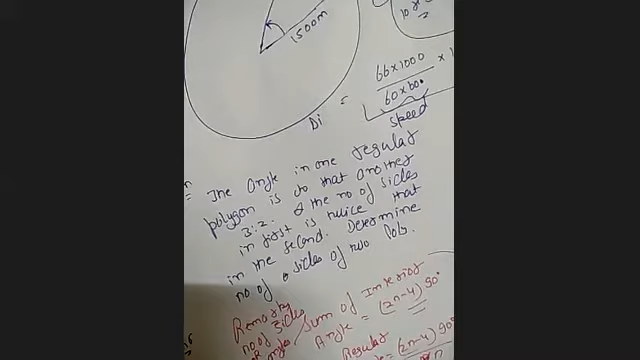 1500m
Di =
66×1000
60×60
speed
The Angle in one regular
polygon is to that another
3:2. & the no of sides
in first is twice that
in the second. Determine
no of sides of two Poly.
Remark
no of sides
Sum of Interior
Angle = (2n-4) 90°
Regular
= (2n-4) 90°
n